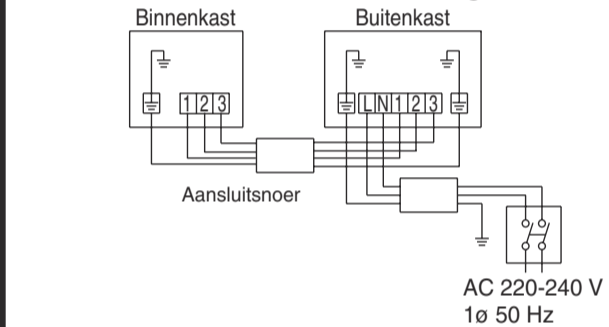 Binnenkast
Buitenkast
1 2 3
L N 1 2 3
Aansluitsnoer
AC 220-240 V
1ø 50 Hz